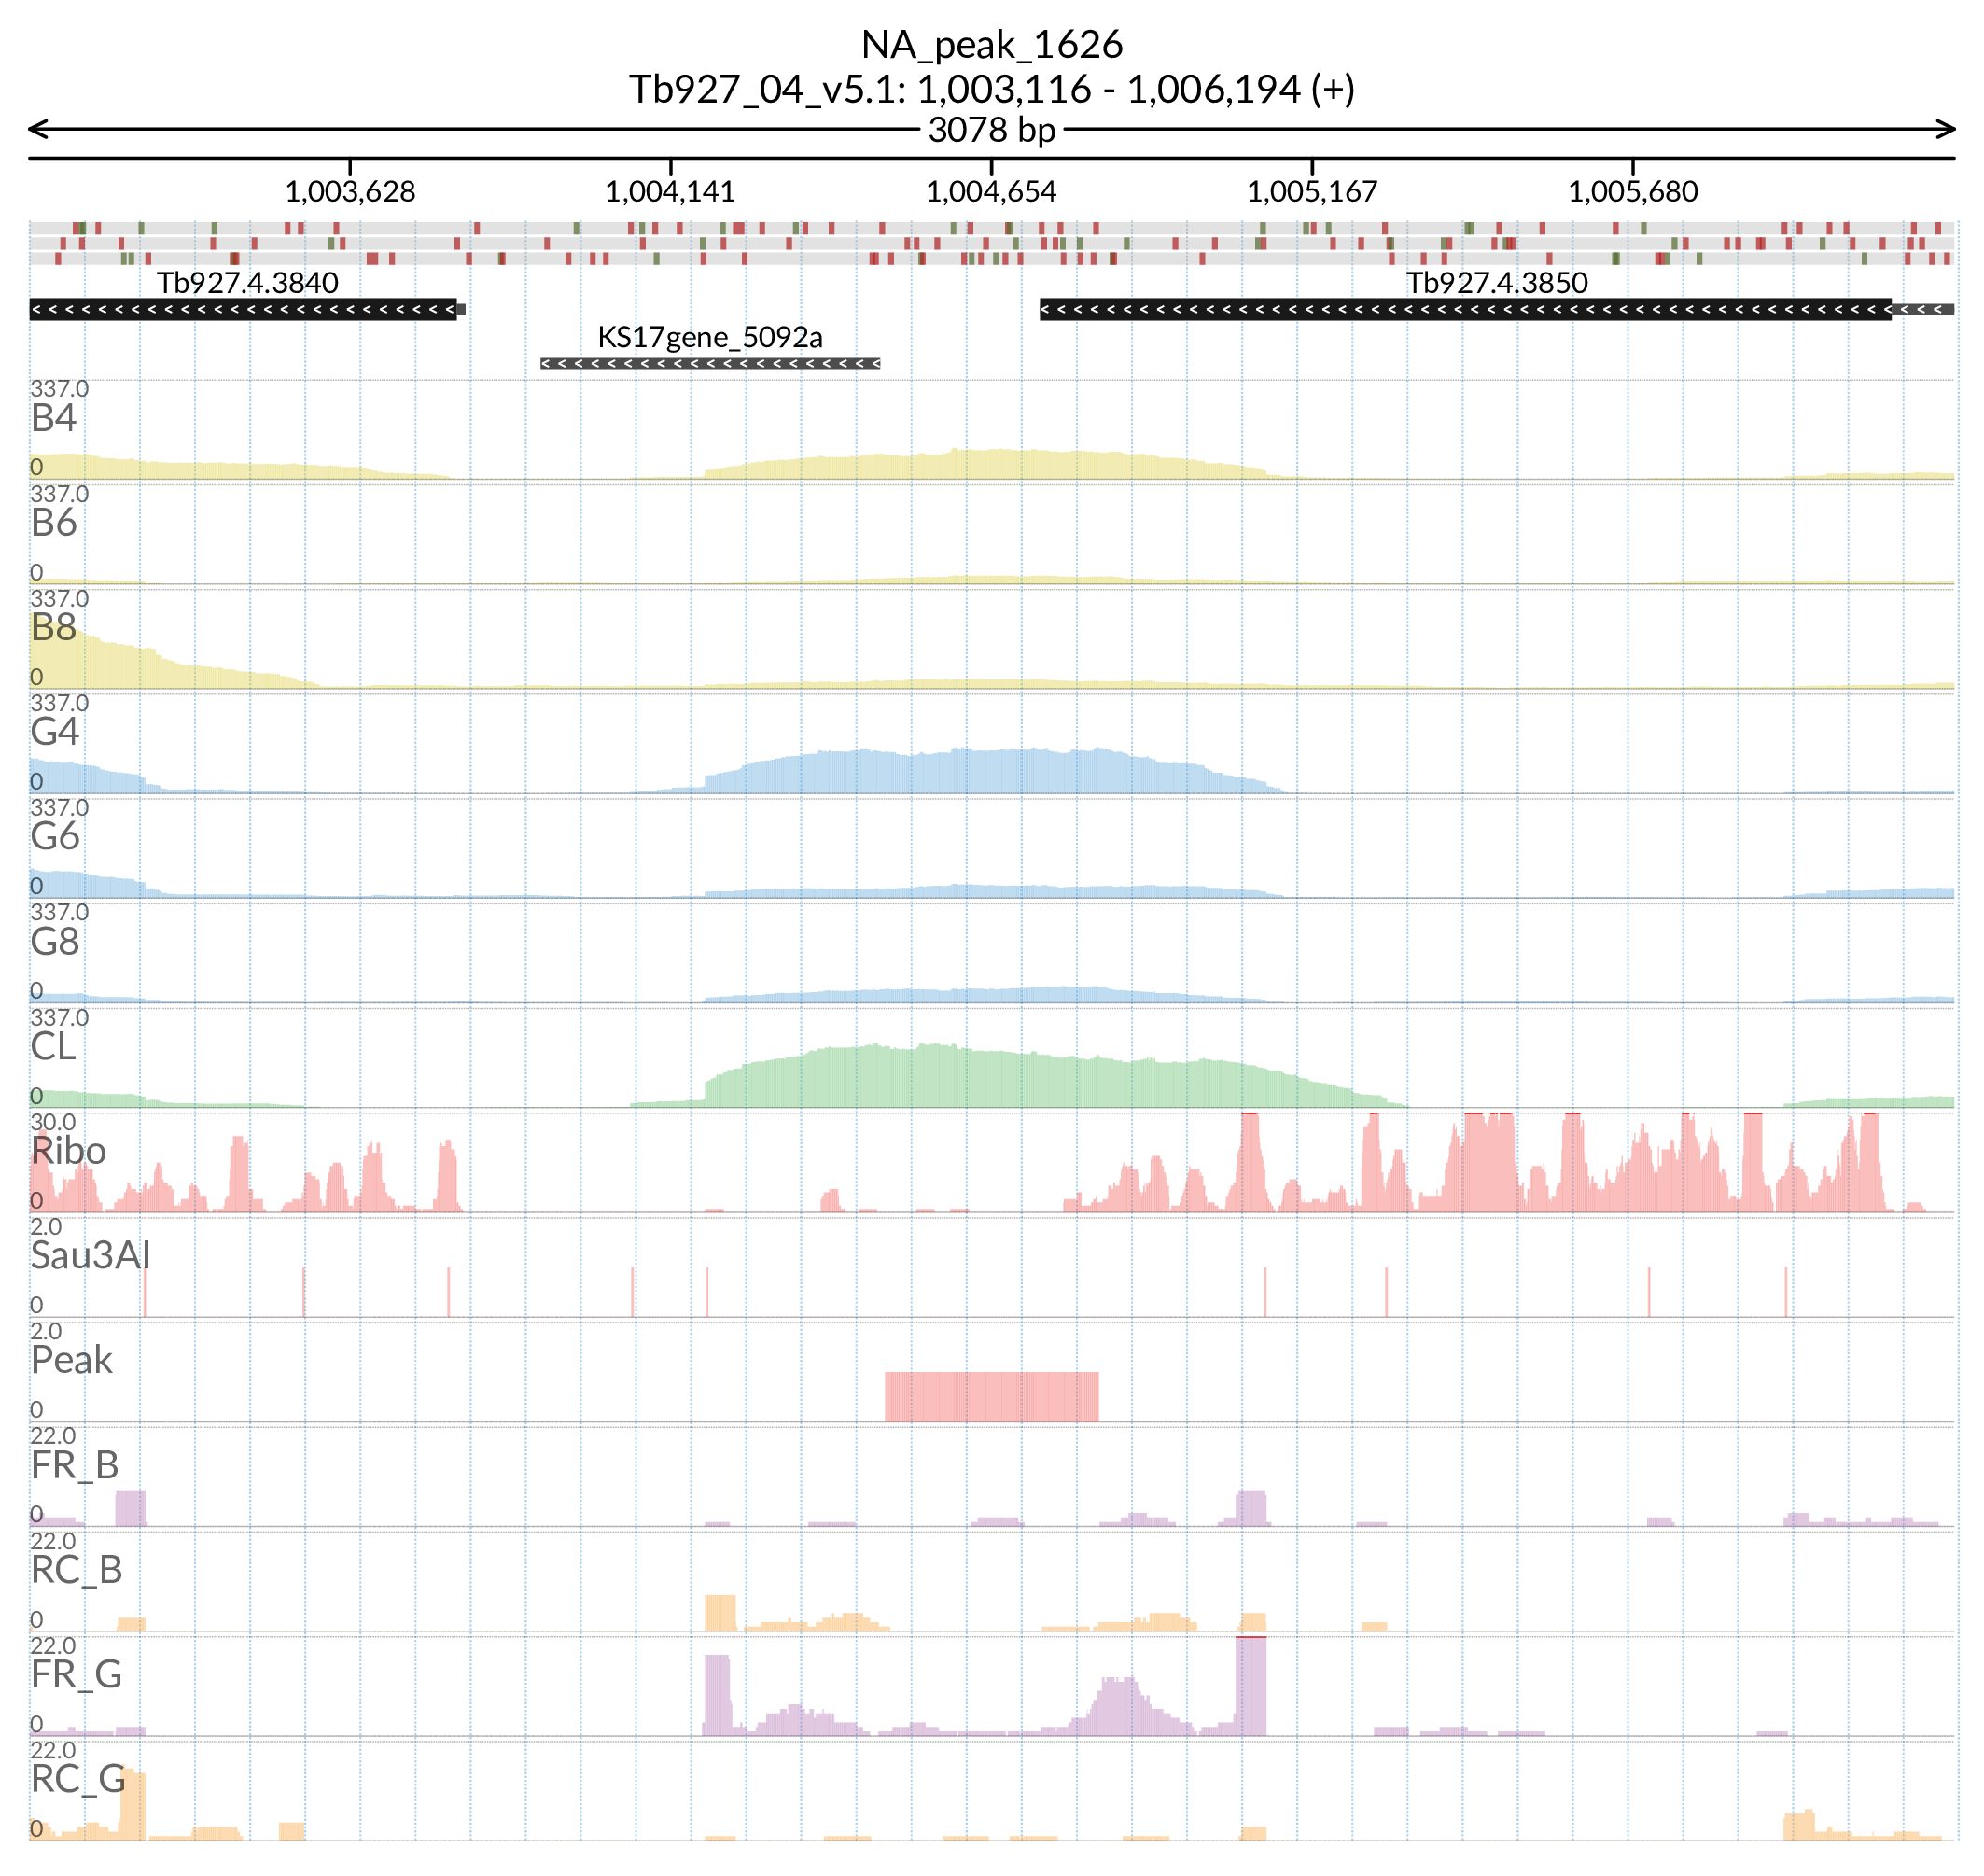 NA_peak_1626
Tb927_04_v5.1: 1,003,116 - 1,006,194 (+)
3078 bp
1,003,628 1,004,141 1,004,654 1,005,167 1,005,680
Tb927.4.3840 Tb927.4.3850
KS17gene_5092a
337.0
B4
0
337.0
B6
0
337.0
B8
0
337.0
G4
0
337.0
G6
0
337.0
G8
0
337.0
CL
0
30.0
Ribo
0
2.0
Sau3AI
0
2.0
Peak
0
22.0
FR_B
0
22.0
RC_B
0
22.0
FR_G
0
22.0
RC_G
0